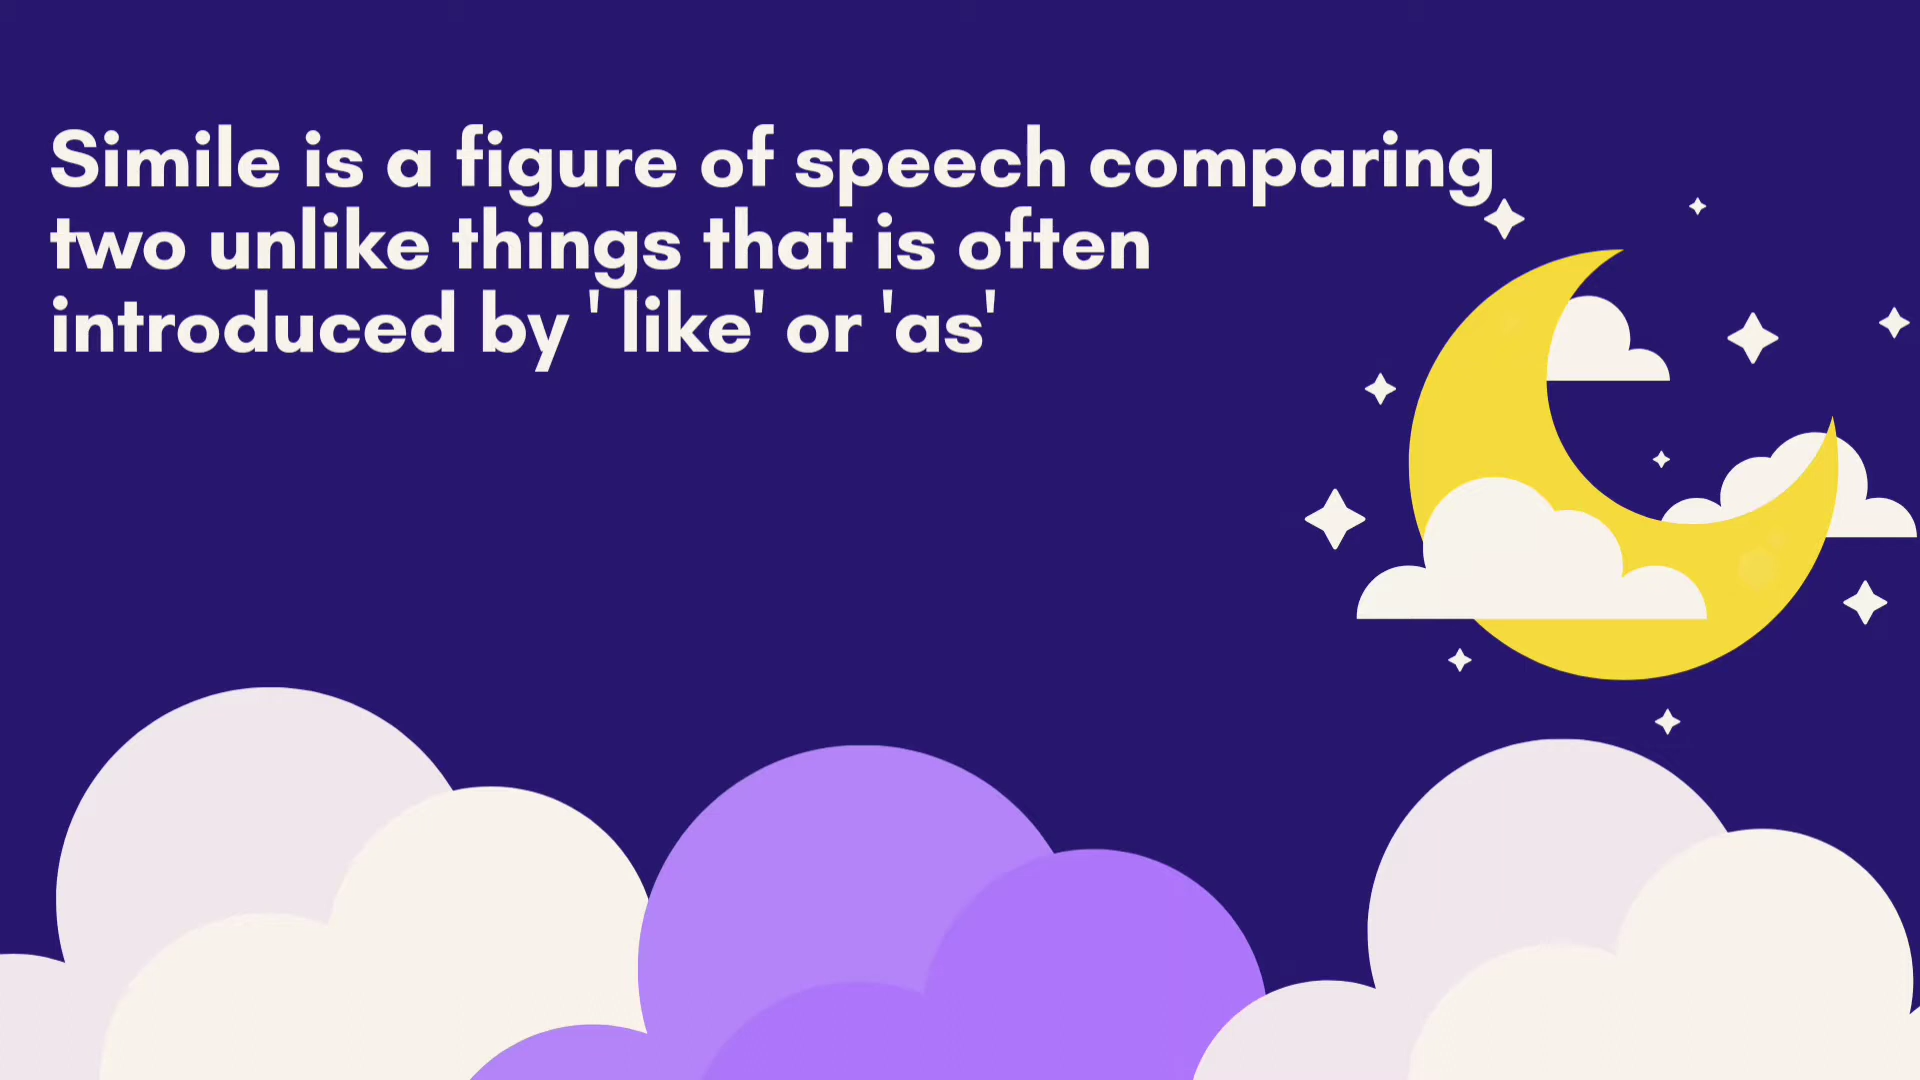 Simile is a figure of speech comparing
two unlike things that is often
introduced by ' like' or 'as'